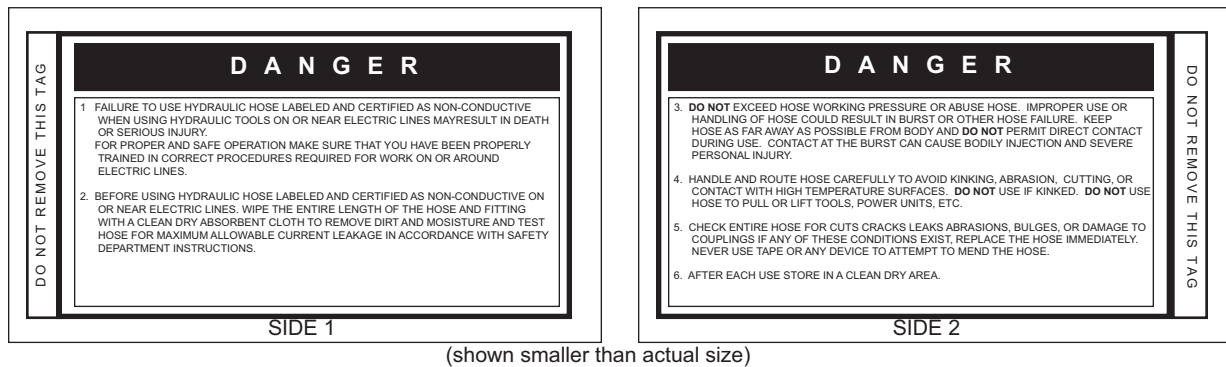 DO NOT REMOVE THIS TAG
D A N G E R
1 FAILURE TO USE HYDRAULIC HOSE LABELED AND CERTIFIED AS NON-CONDUCTIVE
WHEN USING HYDRAULIC TOOLS ON OR NEAR ELECTRIC LINES MAYRESULT IN DEATH
OR SERIOUS INJURY.
FOR PROPER AND SAFE OPERATION MAKE SURE THAT YOU HAVE BEEN PROPERLY
TRAINED IN CORRECT PROCEDURES REQUIRED FOR WORK ON OR AROUND
ELECTRIC LINES.
2. BEFORE USING HYDRAULIC HOSE LABELED AND CERTIFIED AS NON-CONDUCTIVE ON
OR NEAR ELECTRIC LINES. WIPE THE ENTIRE LENGTH OF THE HOSE AND FITTING
WITH A CLEAN DRY ABSORBENT CLOTH TO REMOVE DIRT AND MOSISTURE AND TEST
HOSE FOR MAXIMUM ALLOWABLE CURRENT LEAKAGE IN ACCORDANCE WITH SAFETY
DEPARTMENT INSTRUCTIONS.
SIDE 1
D A N G E R
3. DO NOT EXCEED HOSE WORKING PRESSURE OR ABUSE HOSE. IMPROPER USE OR
HANDLING OF HOSE COULD RESULT IN BURST OR OTHER HOSE FAILURE. KEEP
HOSE AS FAR AWAY AS POSSIBLE FROM BODY AND DO NOT PERMIT DIRECT CONTACT
DURING USE. CONTACT AT THE BURST CAN CAUSE BODILY INJECTION AND SEVERE
PERSONAL INJURY.
4. HANDLE AND ROUTE HOSE CAREFULLY TO AVOID KINKING, ABRASION, CUTTING, OR
CONTACT WITH HIGH TEMPERATURE SURFACES. DO NOT USE IF KINKED. DO NOT USE
HOSE TO PULL OR LIFT TOOLS, POWER UNITS, ETC.
5. CHECK ENTIRE HOSE FOR CUTS CRACKS LEAKS ABRASIONS, BULGES, OR DAMAGE TO
COUPLINGS IF ANY OF THESE CONDITIONS EXIST, REPLACE THE HOSE IMMEDIATELY.
NEVER USE TAPE OR ANY DEVICE TO ATTEMPT TO MEND THE HOSE.
6. AFTER EACH USE STORE IN A CLEAN DRY AREA.
DO NOT REMOVE THIS TAG
SIDE 2
(shown smaller than actual size)